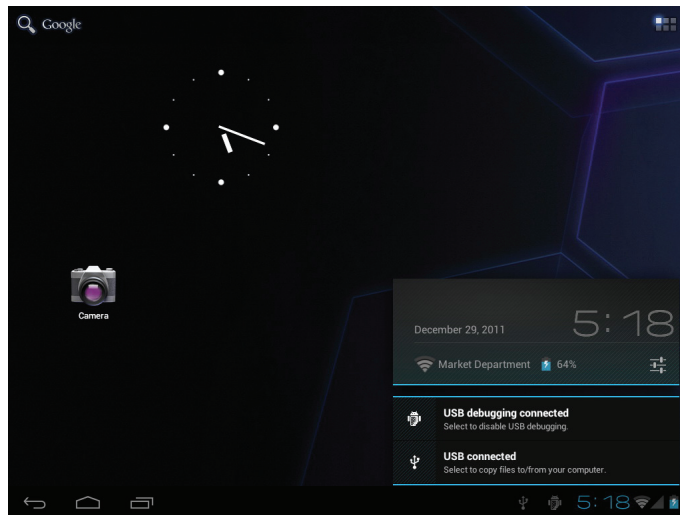 Google
Camera
December 29, 2011
5:18
Market Department
64%
USB debugging connected
Select to disable USB debugging.
USB connected
Select to copy files to/from your computer.
5:18